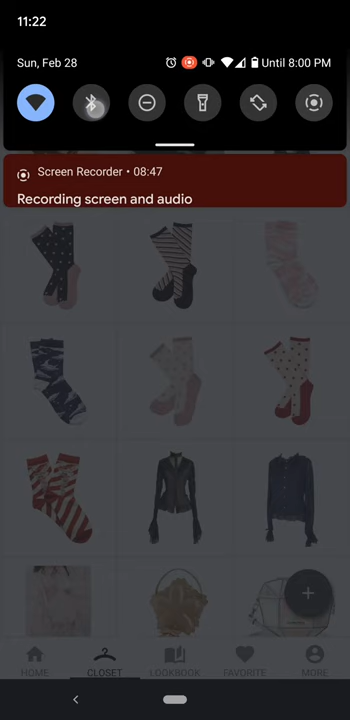 11:22
Sun, Feb 28
Until 8:00 PM
Screen Recorder • 08:47
Recording screen and audio
HOME
CLOSET
LOOKBOOK
FAVORITE
MORE